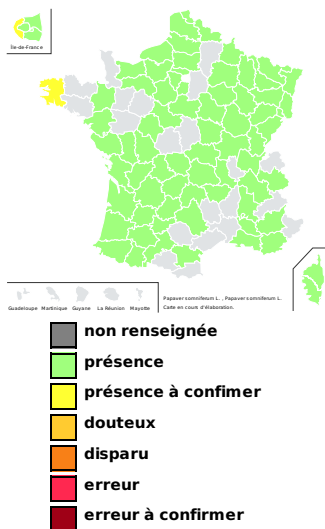 Île-de-France
Guadeloupe Martinique Guyane La Réunion Mayotte
Papaver somniferum L. , Papaver somniferum L.
Carte en cours d'élaboration.
non renseignée
présence
présence à confimer
douteux
disparu
erreur
erreur à confirmer